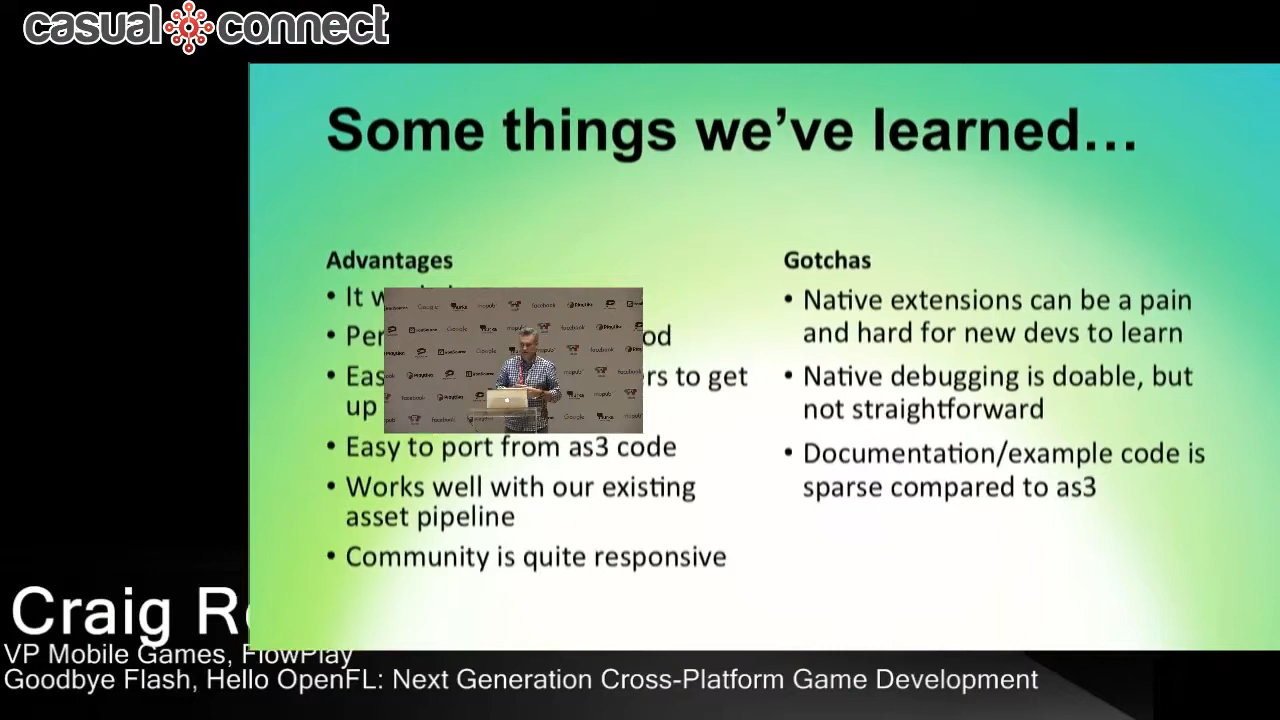 casual connect
Some things we've learned...
Advantages
• It w
• Per od
• Eas rs to get
up
• Easy to port from as3 code
• Works well with our existing
asset pipeline
• Community is quite responsive
Gotchas
• Native extensions can be a pain
and hard for new devs to learn
• Native debugging is doable, but
not straightforward
• Documentation/example code is
sparse compared to as3
Google
facebook
Craig R
VP Mobile Games, FlowPlay
Goodbye Flash, Hello OpenFL: Next Generation Cross-Platform Game Development